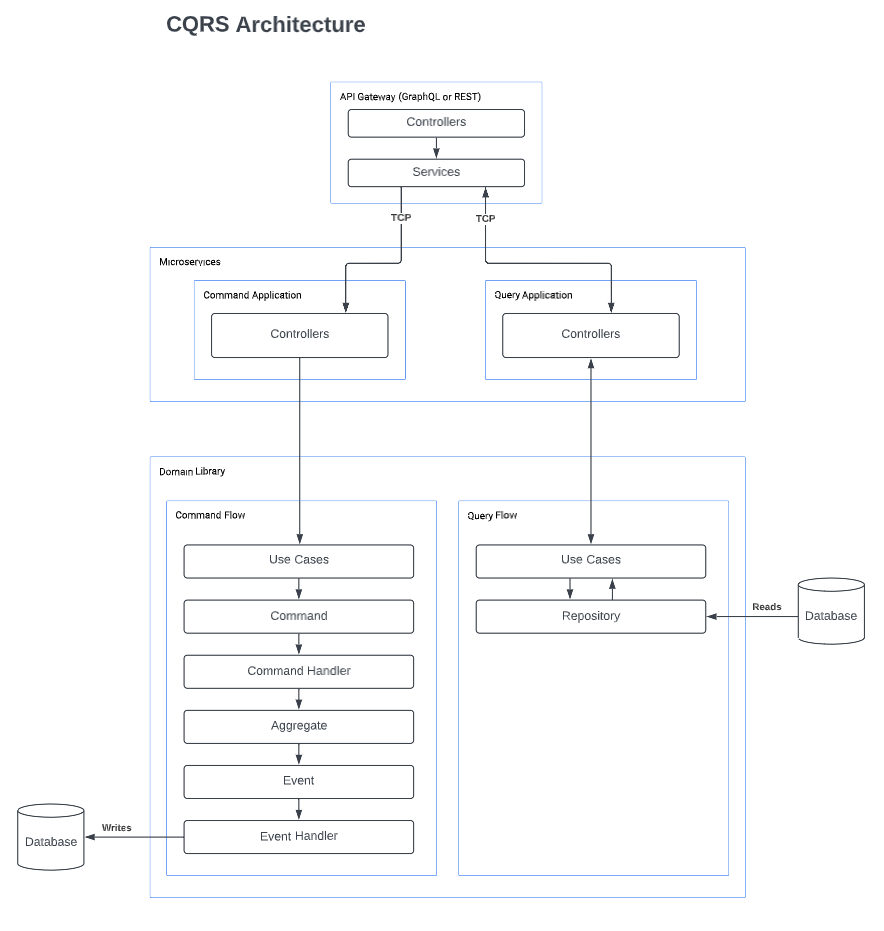 CQRS Architecture
API Gateway (GraphQL or REST)
Controllers
Services
TCP
TCP
Microservices
Command Application
Controllers
Query Application
Controllers
Domain Library
Command Flow
Use Cases
Command
Command Handler
Aggregate
Event
Event Handler
Writes
Database
Query Flow
Use Cases
Repository
Reads
Database